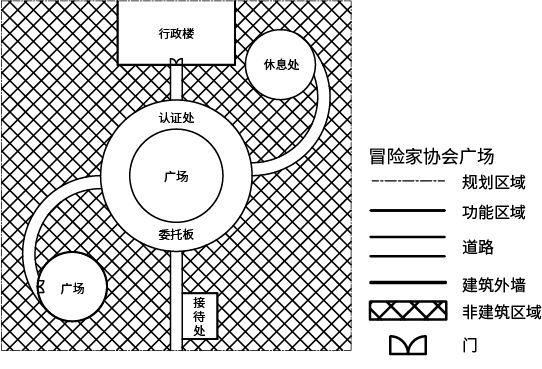 行政楼
休息处
认证处
广场
委托板
广场
接
待
处
冒险家协会广场
规划区域
功能区域
道路
建筑外墙
非建筑区域
门